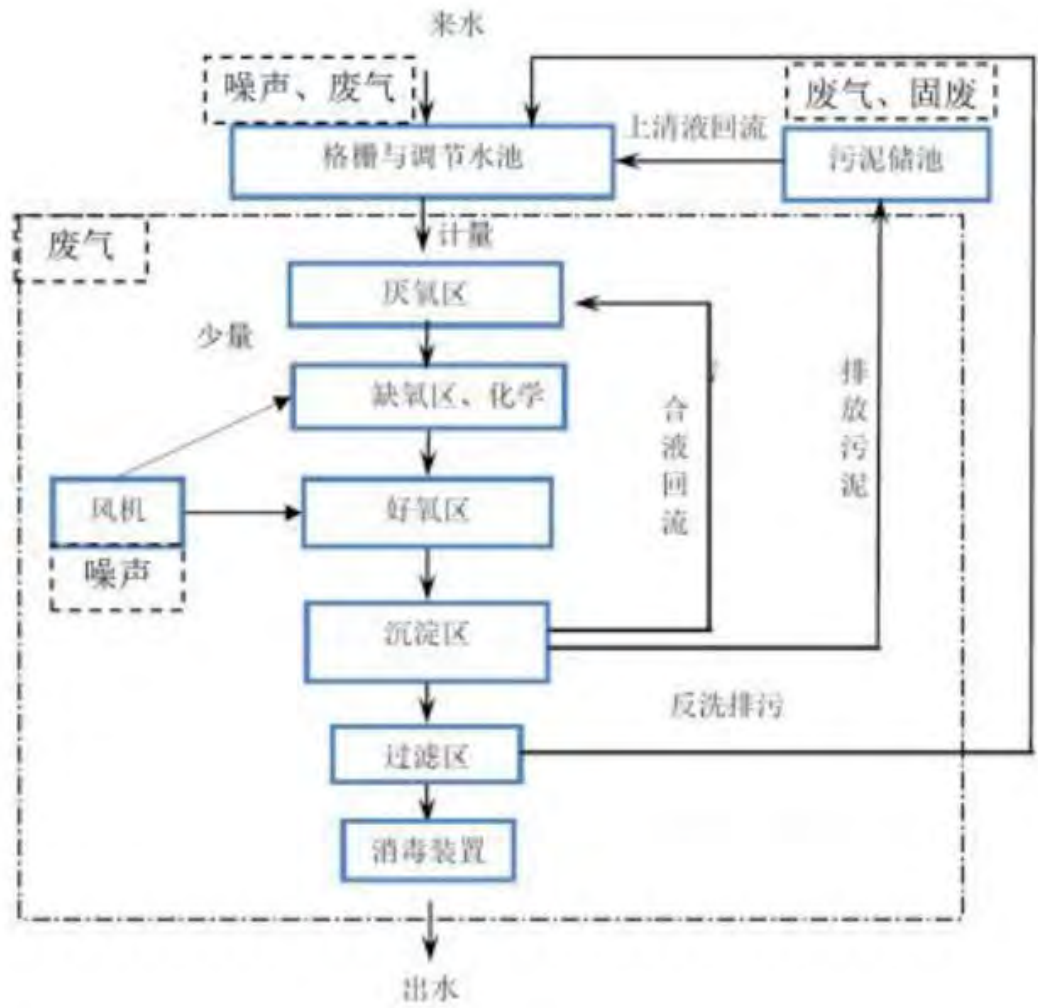 来水
噪声、废气
废气、固废
上清液回流
格栅与调节水池
污泥储池
废气
计量
厌氧区
少量
缺氧区、化学
合液回流
排放污泥
风机
好氧区
噪声
沉淀区
反洗排污
过滤区
消毒装置
出水